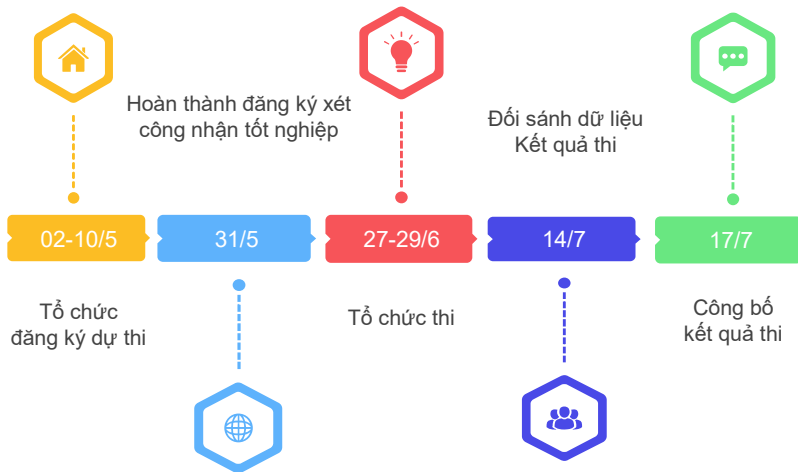 Hoàn thành đăng ký xét
công nhận tốt nghiệp
Đối sánh dữ liệu
Kết quả thi
02-10/5
31/5
27-29/6
14/7
17/7
Tổ chức
đăng ký dự thi
Tổ chức thi
Công bố
kết quả thi